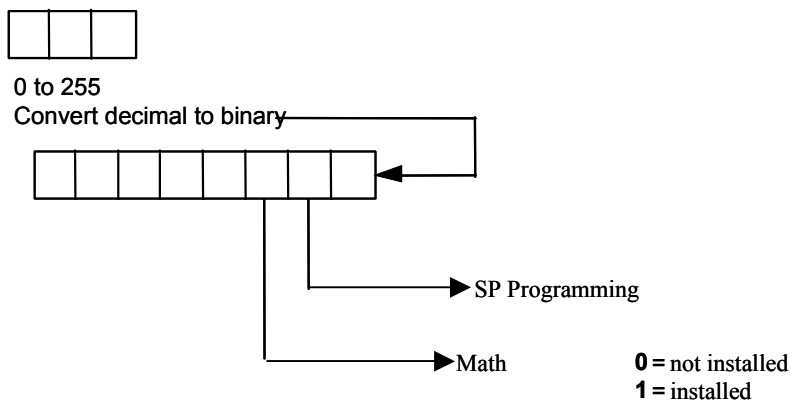 0 to 255
Convert decimal to binary
SP Programming
Math
0 = not installed
1 = installed